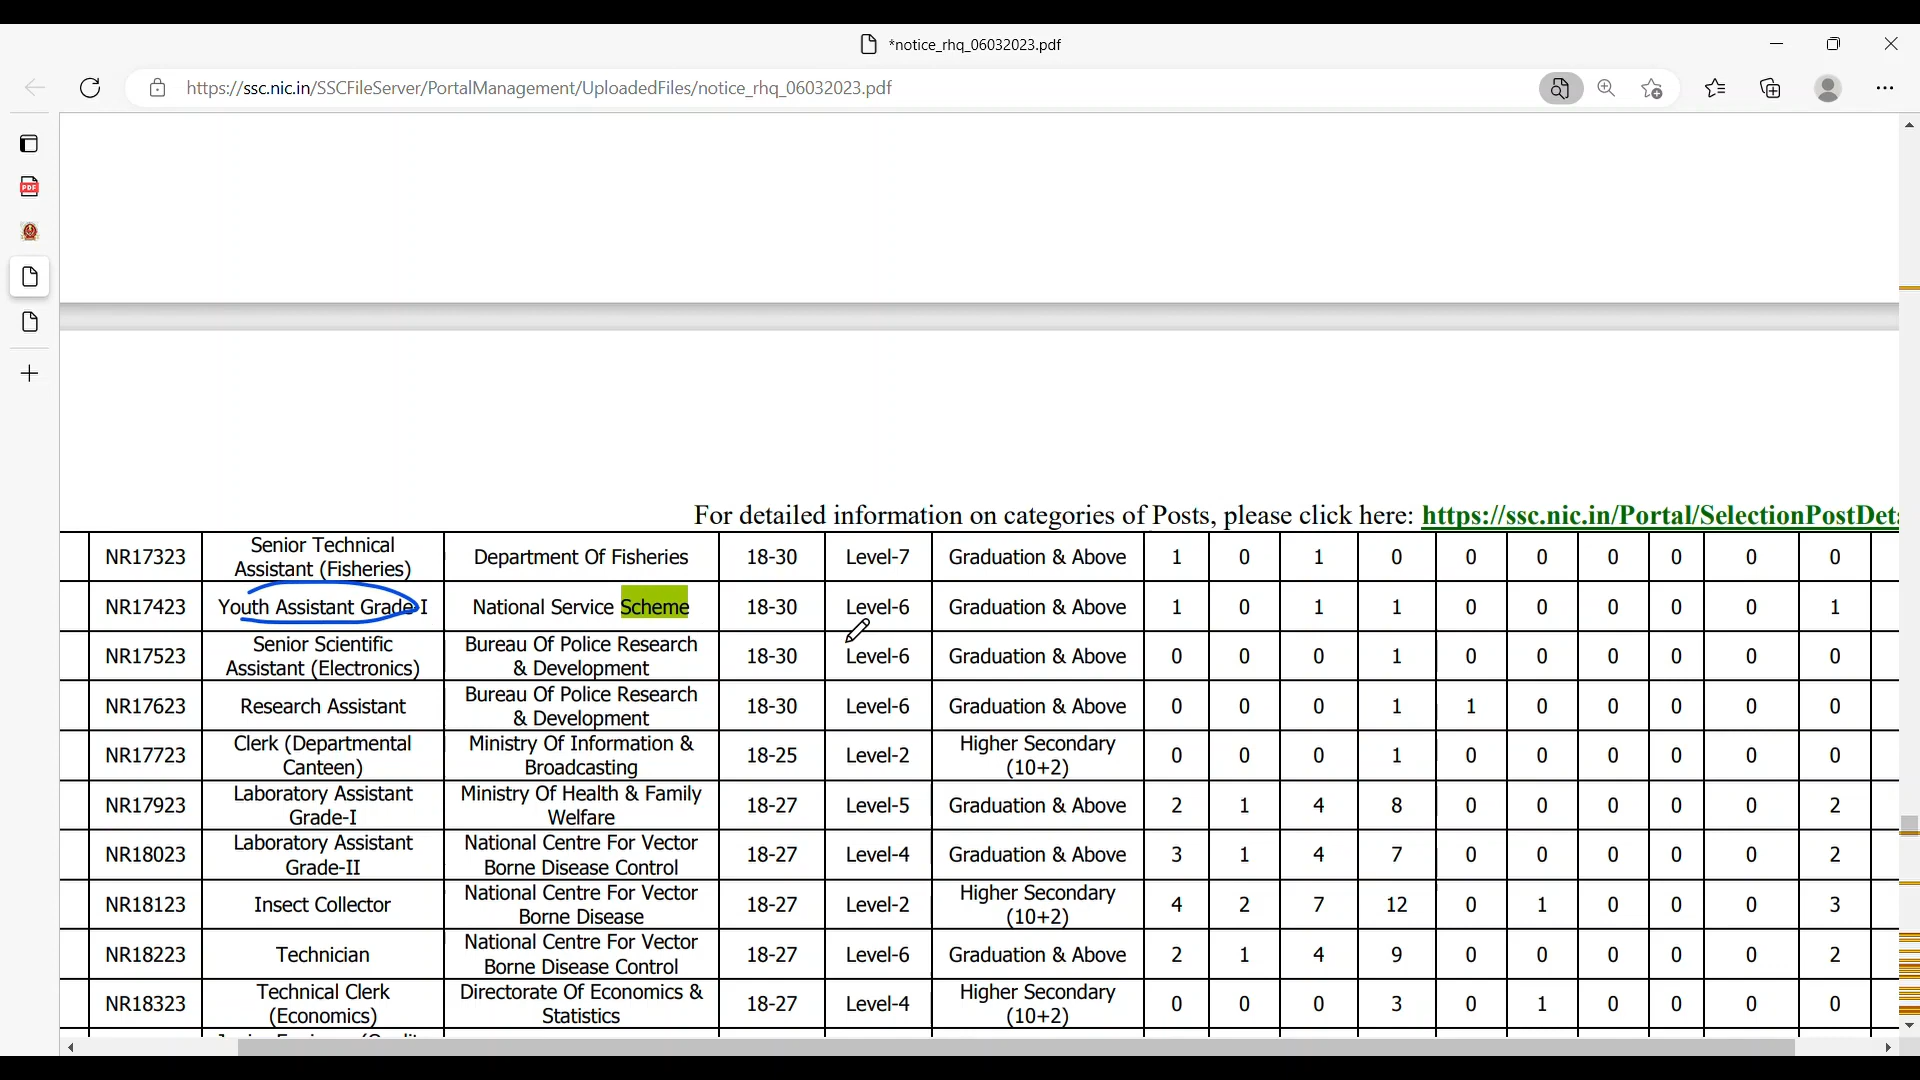 *notice_rhq_06032023.pdf
https://ssc.nic.in/SSCFileServer/PortalManagement/UploadedFiles/notice_rhq_06032023.pdf
PDF
For detailed information on categories of Posts, please click here: https://ssc.nic.in/Portal/SelectionPostDeta
NR17323 Senior Technical Assistant (Fisheries) Department Of Fisheries 18-30 Level-7 Graduation & Above 1 0 1 0 0 0 0 0 0 0
NR17423 Youth Assistant Grade-I National Service Scheme 18-30 Level-6 Graduation & Above 1 0 1 1 0 0 0 0 0 1
NR17523 Senior Scientific Assistant (Electronics) Bureau Of Police Research & Development 18-30 Level-6 Graduation & Above 0 0 0 1 0 0 0 0 0 0
NR17623 Research Assistant Bureau Of Police Research & Development 18-30 Level-6 Graduation & Above 0 0 0 1 1 0 0 0 0 0
NR17723 Clerk (Departmental Canteen) Ministry Of Information & Broadcasting 18-25 Level-2 Higher Secondary (10+2) 0 0 0 1 0 0 0 0 0 0
NR17923 Laboratory Assistant Grade-I Ministry Of Health & Family Welfare 18-27 Level-5 Graduation & Above 2 1 4 8 0 0 0 0 0 2
NR18023 Laboratory Assistant Grade-II National Centre For Vector Borne Disease Control 18-27 Level-4 Graduation & Above 3 1 4 7 0 0 0 0 0 2
NR18123 Insect Collector National Centre For Vector Borne Disease 18-27 Level-2 Higher Secondary (10+2) 4 2 7 12 0 1 0 0 0 3
NR18223 Technician National Centre For Vector Borne Disease Control 18-27 Level-6 Graduation & Above 2 1 4 9 0 0 0 0 0 2
NR18323 Technical Clerk (Economics) Directorate Of Economics & Statistics 18-27 Level-4 Higher Secondary (10+2) 0 0 0 3 0 1 0 0 0 0